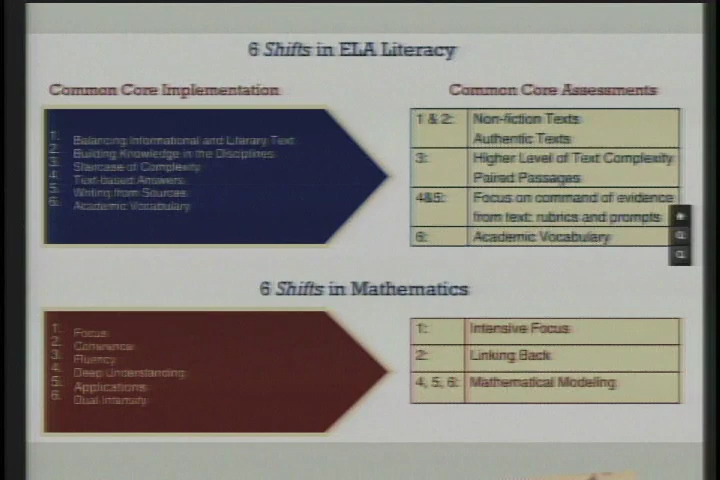 6 Shifts in ELA Literacy
Common Core Implementation
Common Core Assessments
1. Balancing Informational and Literary Text
2. Building Knowledge in the Disciplines
3. Staircase of Complexity
4. Text-based Answers
5. Writing from Sources
6. Academic Vocabulary
1 & 2: Non-fiction Texts
Authentic Texts
3: Higher Level of Text Complexity
Paired Passages
4&5: Focus on command of evidence
from text: rubrics and prompts
6: Academic Vocabulary
6 Shifts in Mathematics
1. Focus
2. Coherence
3. Fluency
4. Deep Understanding
5. Applications
6. Dual Intensity
1: Intensive Focus
2: Linking Back
4, 5, 6: Mathematical Modeling